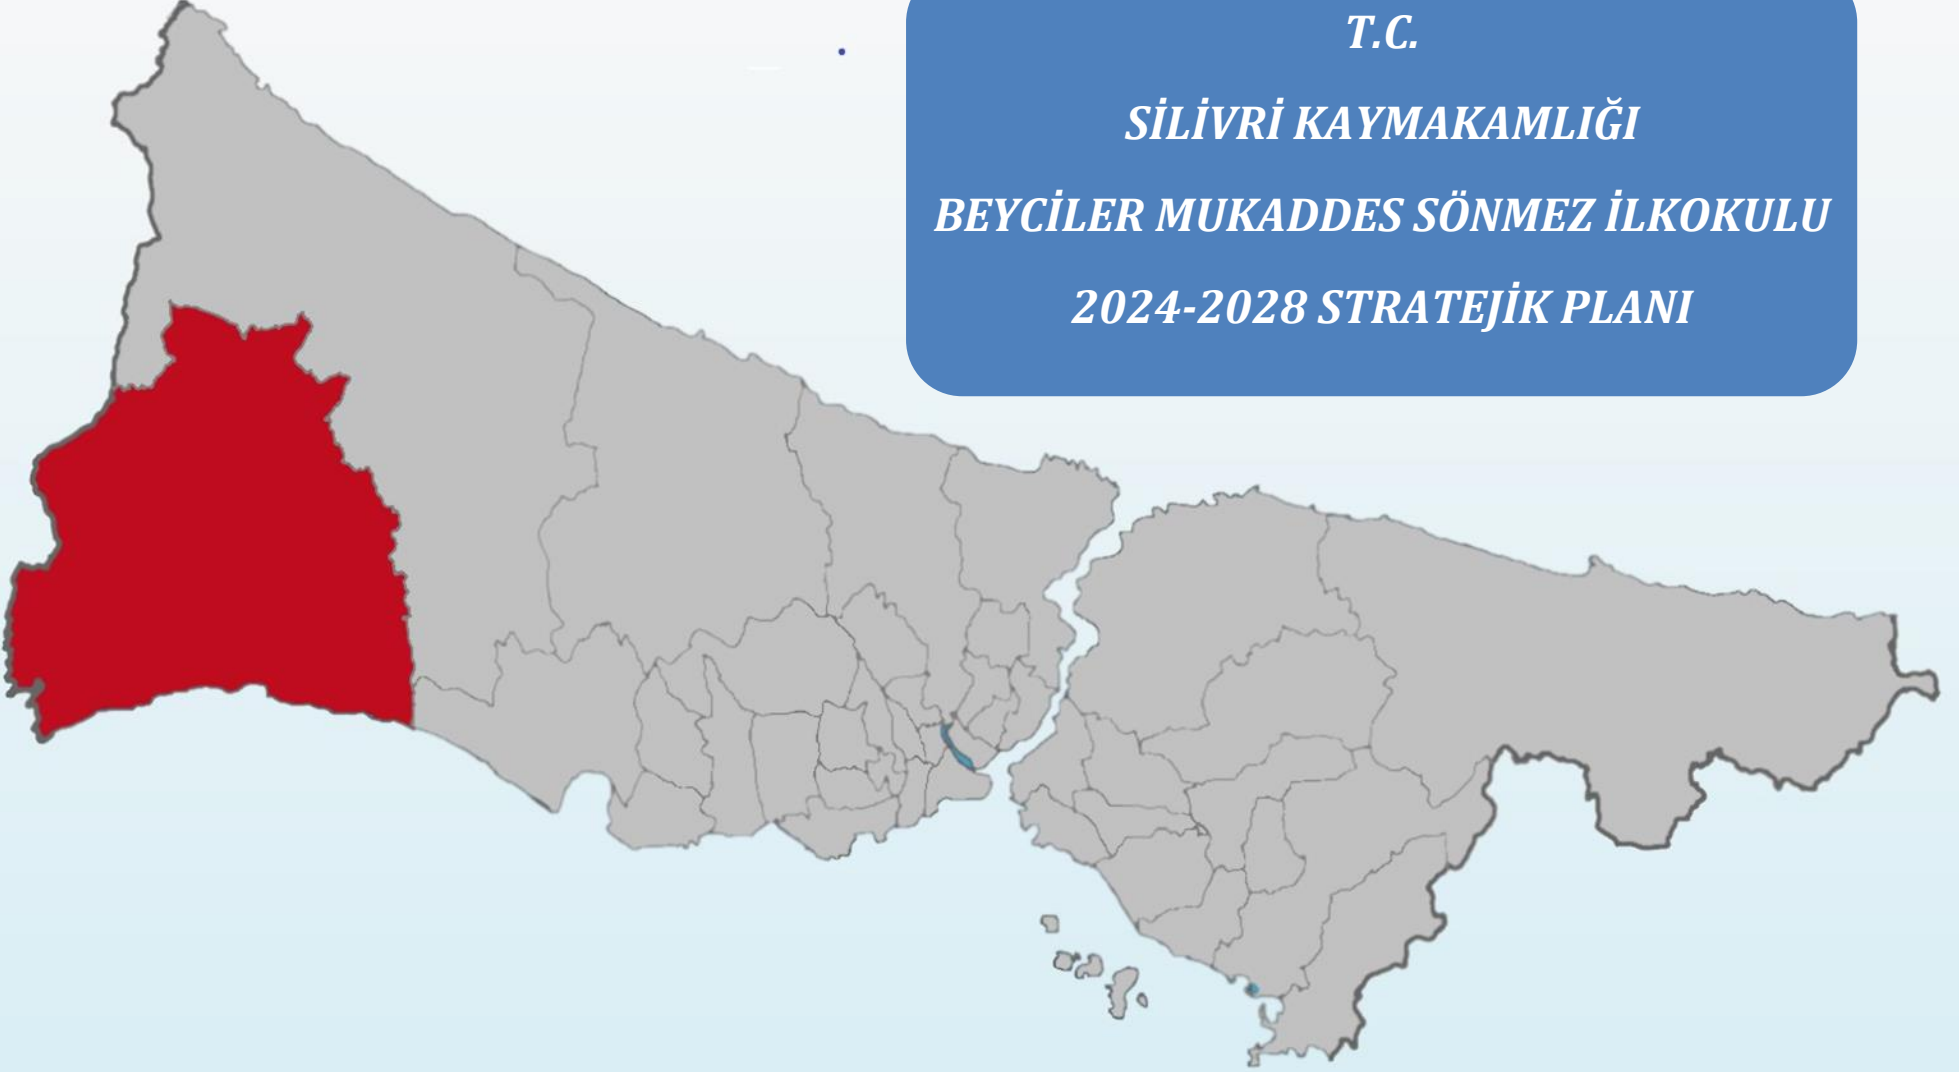 T.C.
SİLİVRİ KAYMAKAMLIĞI
BEYCİLER MUKADDES SÖNMEZ İLKOKULU
2024-2028 STRATEJİK PLANI